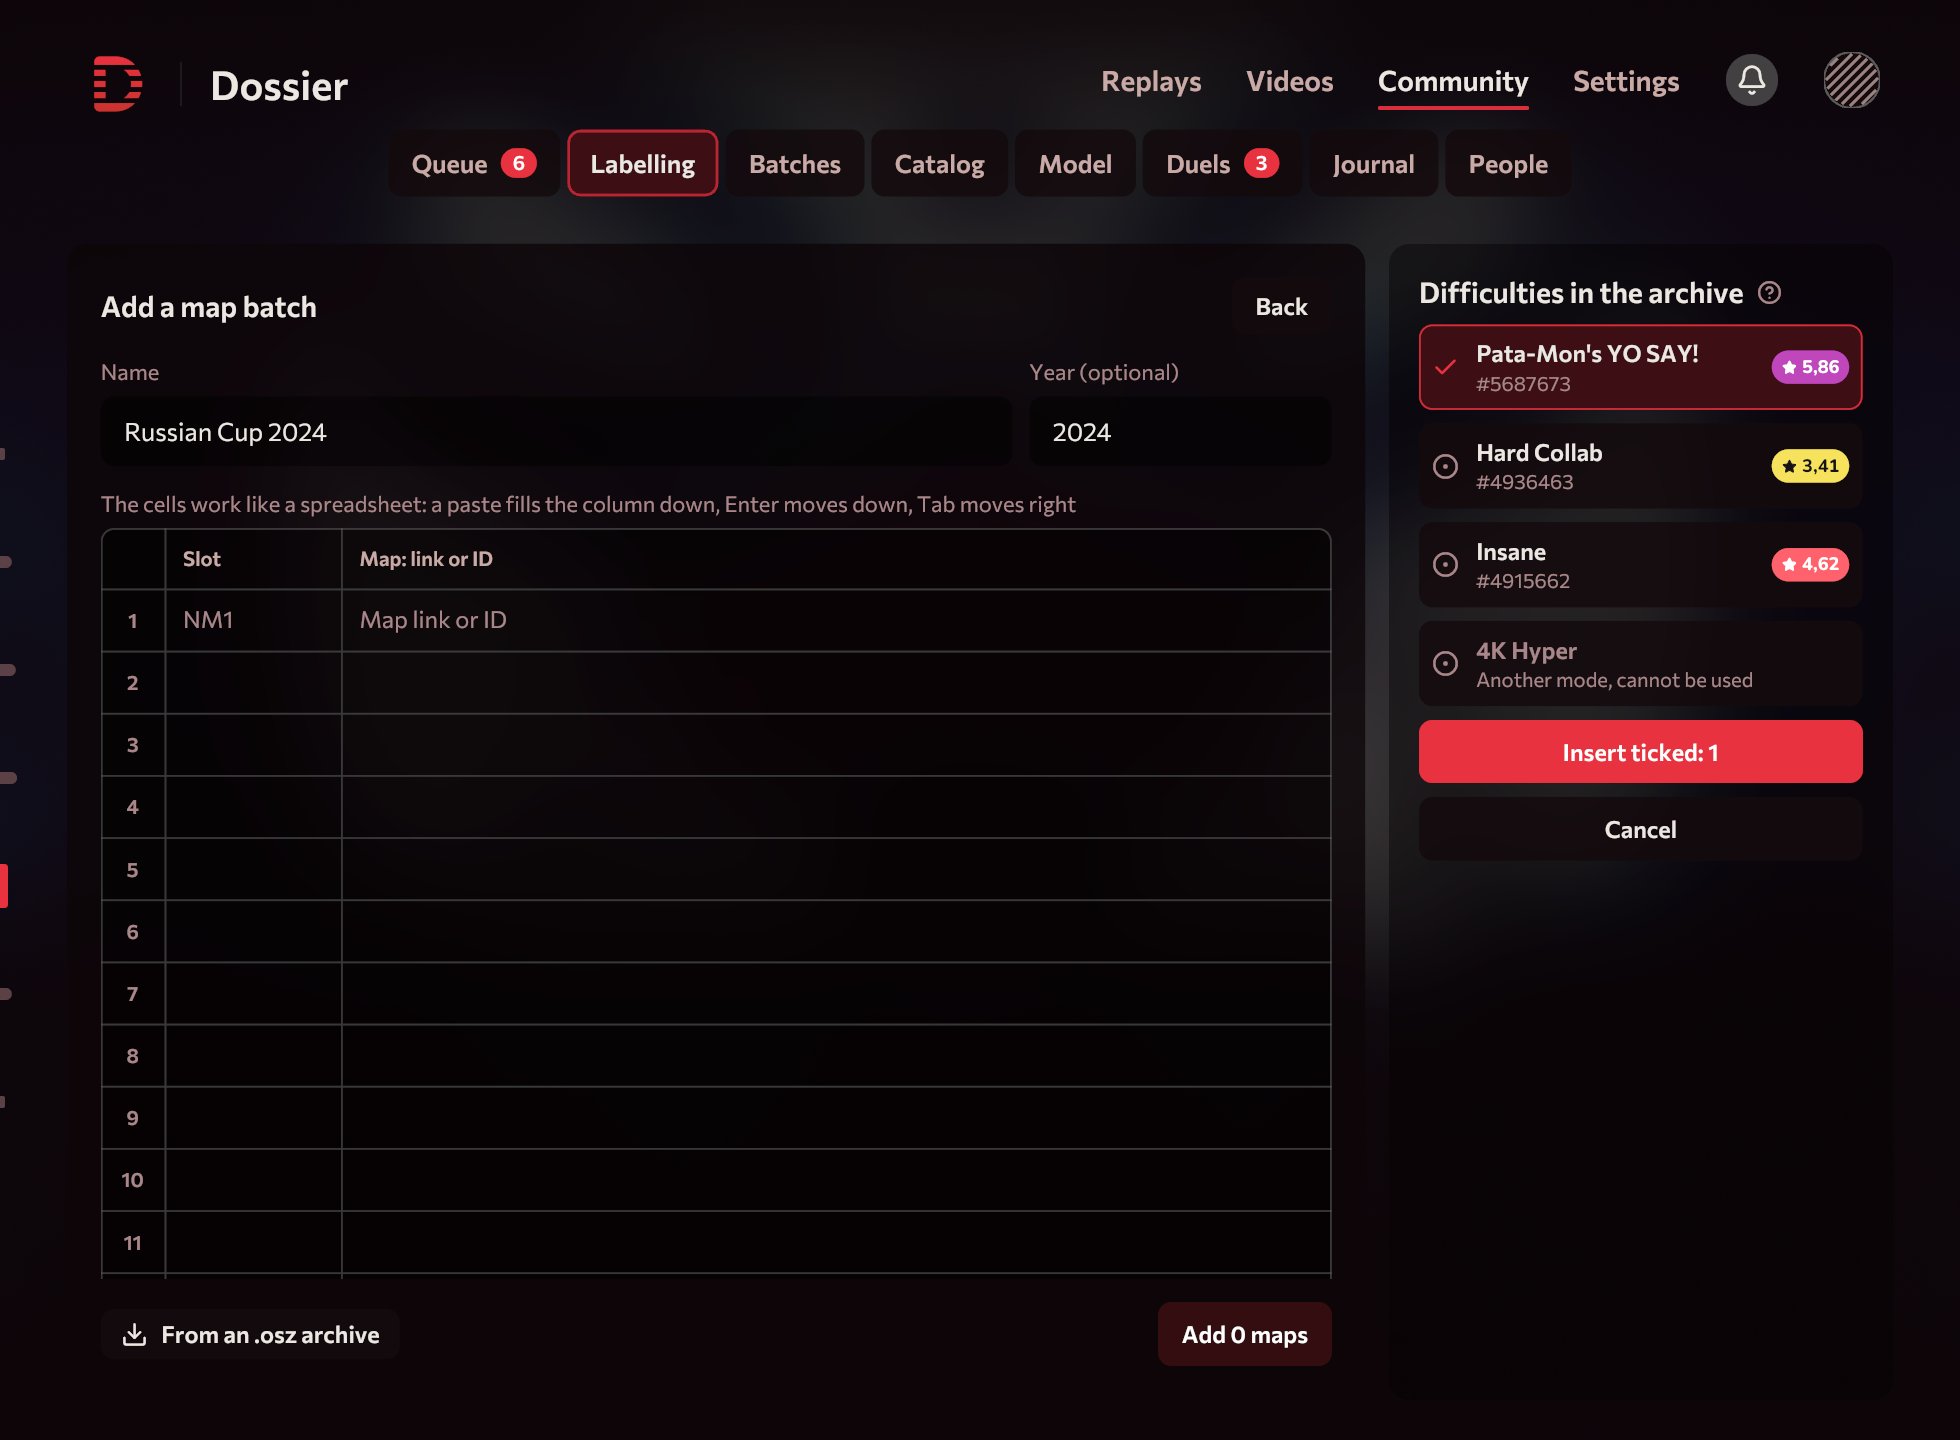 Dossier
Replays
Videos
Community
Settings
Queue 6
Labelling
Batches
Catalog
Model
Duels 3
Journal
People
Add a map batch
Back
Name
Year (optional)
Russian Cup 2024
2024
The cells work like a spreadsheet: a paste fills the column down, Enter moves down, Tab moves right
Slot
Map: link or ID
1
NM1
Map link or ID
2
3
4
5
6
7
8
9
10
11
From an .osz archive
Add 0 maps
Difficulties in the archive
Pata-Mon's YO SAY!
#5687673
5,86
Hard Collab
#4936463
3,41
Insane
#4915662
4,62
4K Hyper
Another mode, cannot be used
Insert ticked: 1
Cancel